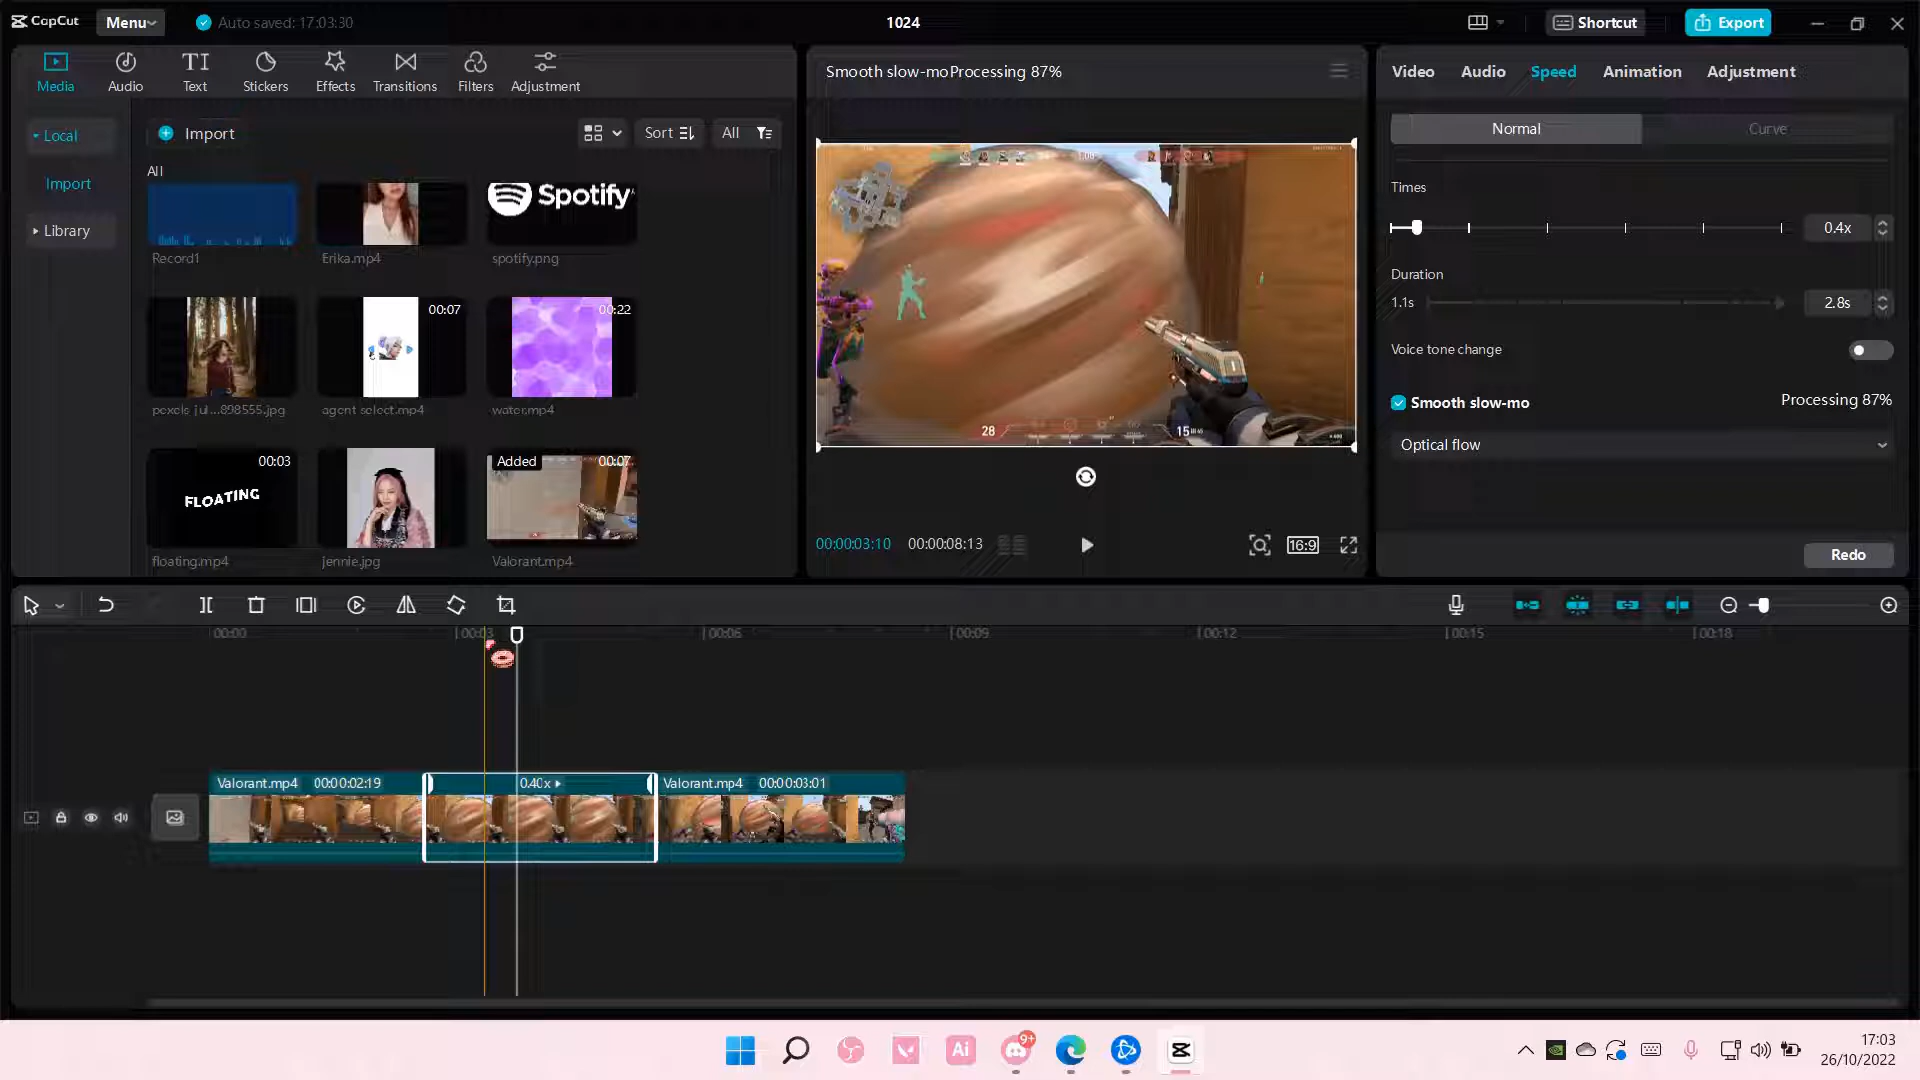 CapCut
Menu
Auto saved: 17:03:30
1024
Shortcut
Export
Media
Audio
Text
Stickers
Effects
Transitions
Filters
Adjustment
Local
Import
Library
Import
Sort
All
All
Record1
Erika.mp4
Spotify
spotify.png
00:07
00:22
pexels-jul...898555.jpg
agent select.mp4
water.mp4
00:03
FLOATING
Added
00:07
floating.mp4
jennie.jpg
Valorant.mp4
Smooth slow-moProcessing 87%
1:08
28
15
00:00:03:10
00:00:08:13
16:9
Video
Audio
Speed
Animation
Adjustment
Normal
Curve
Times
0.4x
Duration
1.1s
2.8s
Voice tone change
Smooth slow-mo
Processing 87%
Optical flow
Redo
00:00
00:03
00:06
00:09
00:12
00:15
00:18
Valorant.mp4 00:00:02:19
0.40x
Valorant.mp4 00:00:03:01
Ai
9+
17:03
26/10/2022